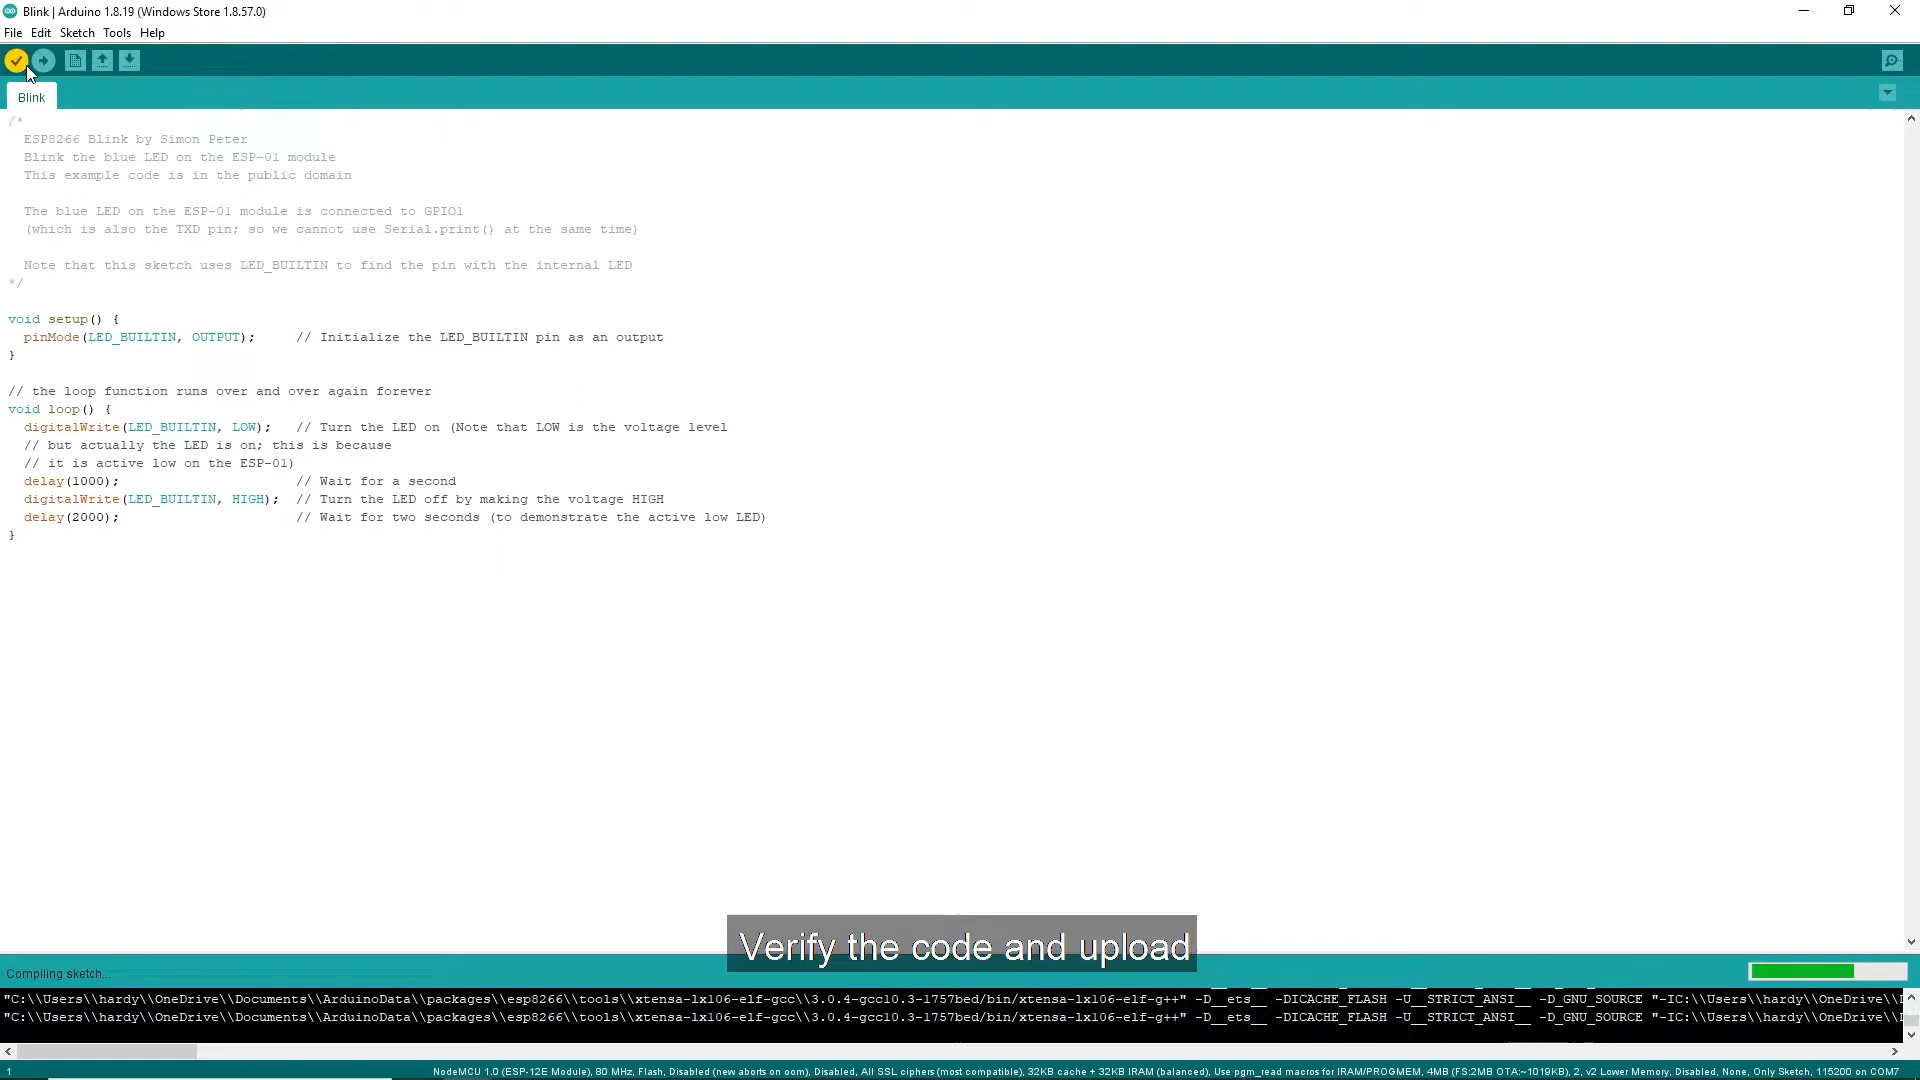 Blink | Arduino 1.8.19 (Windows Store 1.8.57.0)
File Edit Sketch Tools Help
Blink
/*
  ESP8266 Blink by Simon Peter
  Blink the blue LED on the ESP-01 module
  This example code is in the public domain
  The blue LED on the ESP-01 module is connected to GPIO1
  (which is also the TXD pin; so we cannot use Serial.print() at the same time)
  Note that this sketch uses LED_BUILTIN to find the pin with the internal LED
*/
void setup() {
  pinMode(LED_BUILTIN, OUTPUT);     // Initialize the LED_BUILTIN pin as an output
}
// the loop function runs over and over again forever
void loop() {
  digitalWrite(LED_BUILTIN, LOW);   // Turn the LED on (Note that LOW is the voltage level
  // but actually the LED is on; this is because
  // it is active low on the ESP-01)
  delay(1000);                      // Wait for a second
  digitalWrite(LED_BUILTIN, HIGH);  // Turn the LED off by making the voltage HIGH
  delay(2000);                      // Wait for two seconds (to demonstrate the active low LED)
}
Verify the code and upload
Compiling sketch...
"C:\\Users\\hardy\\OneDrive\\Documents\\ArduinoData\\packages\\esp8266\\tools\\xtensa-lx106-elf-gcc\\3.0.4-gcc10.3-1757bed/bin/xtensa-lx106-elf-g++" -D__ets__ -DICACHE_FLASH -U__STRICT_ANSI__ -D_GNU_SOURCE "-IC:\\Users\\hardy\\OneDrive\\
"C:\\Users\\hardy\\OneDrive\\Documents\\ArduinoData\\packages\\esp8266\\tools\\xtensa-lx106-elf-gcc\\3.0.4-gcc10.3-1757bed/bin/xtensa-lx106-elf-g++" -D__ets__ -DICACHE_FLASH -U__STRICT_ANSI__ -D_GNU_SOURCE "-IC:\\Users\\hardy\\OneDrive\\
1 NodeMCU 1.0 (ESP-12E Module), 80 MHz, Flash, Disabled (new aborts on oom), Disabled, All SSL ciphers (most compatible), 32KB cache + 32KB IRAM (balanced), Use pgm_read macros for IRAM/PROGMEM, 4MB (FS:2MB OTA:~1019KB), 2, v2 Lower Memory, Disabled, None, Only Sketch, 115200 on COM7